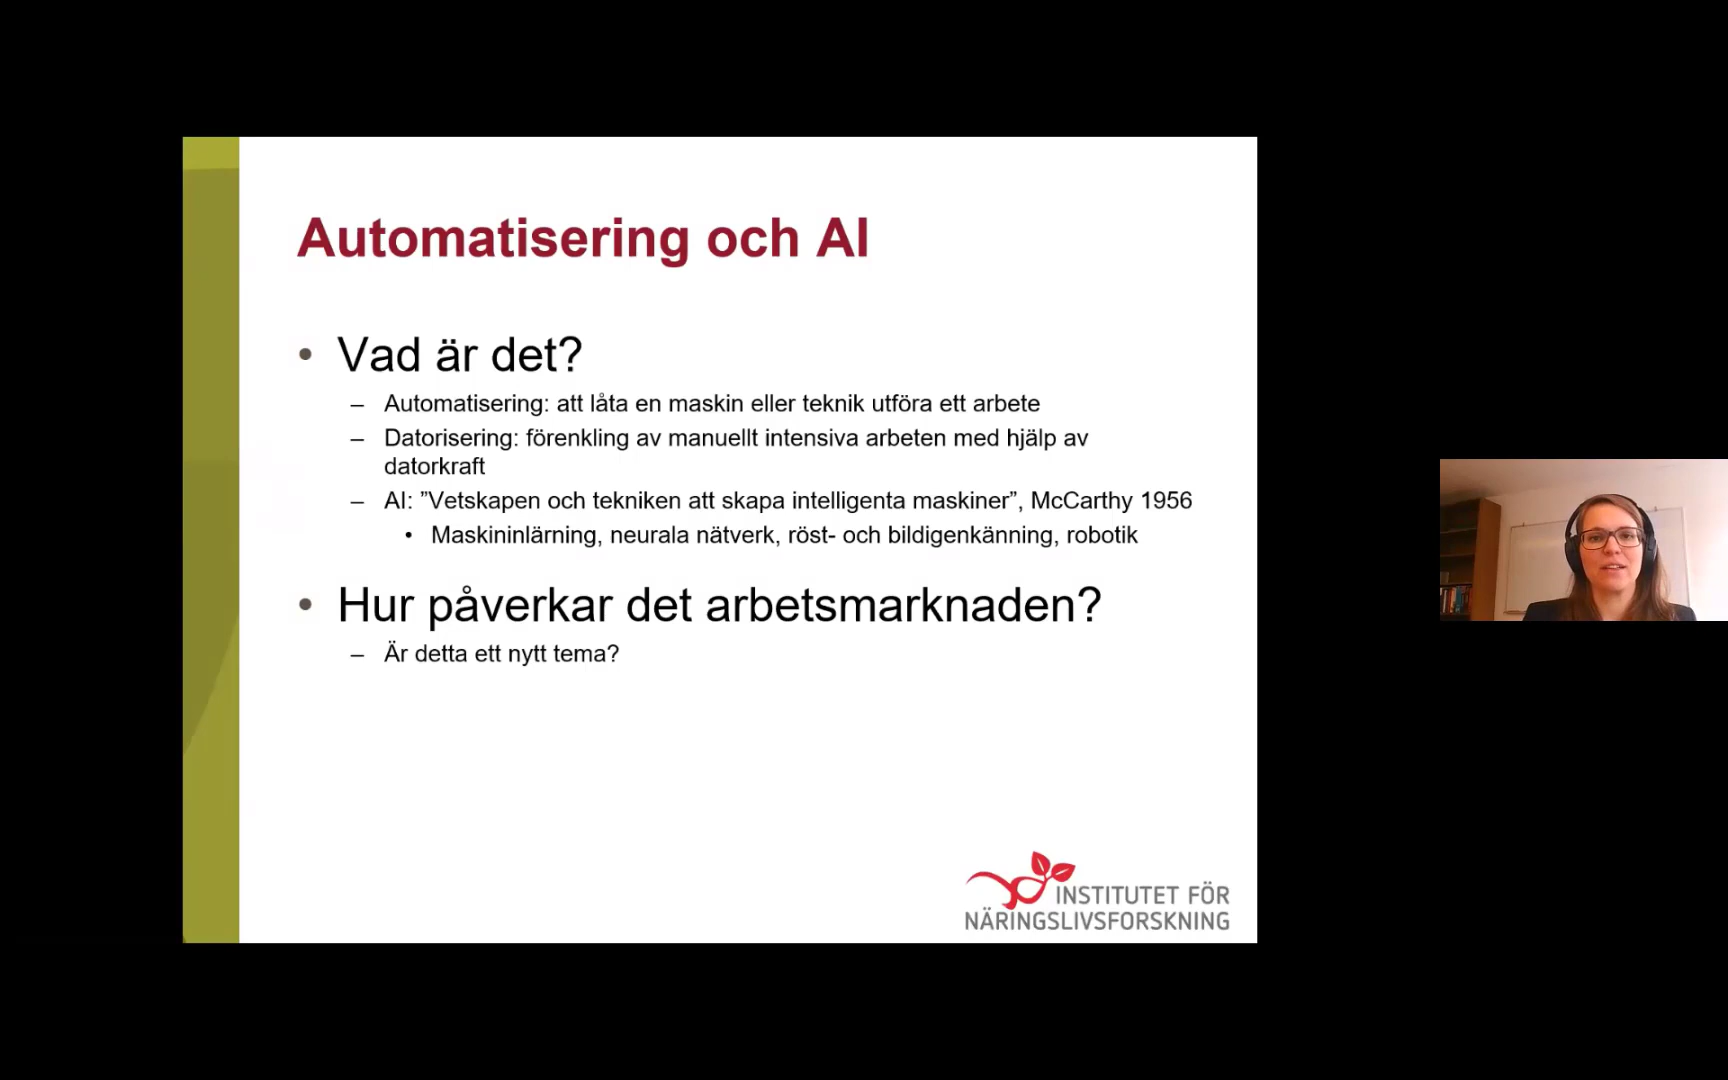 Automatisering och AI
• Vad är det?
– Automatisering: att låta en maskin eller teknik utföra ett arbete
– Datorisering: förenkling av manuellt intensiva arbeten med hjälp av
datorkraft
– AI: ”Vetskapen och tekniken att skapa intelligenta maskiner”, McCarthy 1956
• Maskininlärning, neurala nätverk, röst- och bildigenkänning, robotik
• Hur påverkar det arbetsmarknaden?
– Är detta ett nytt tema?
INSTITUTET FÖR
NÄRINGSLIVSFORSKNING